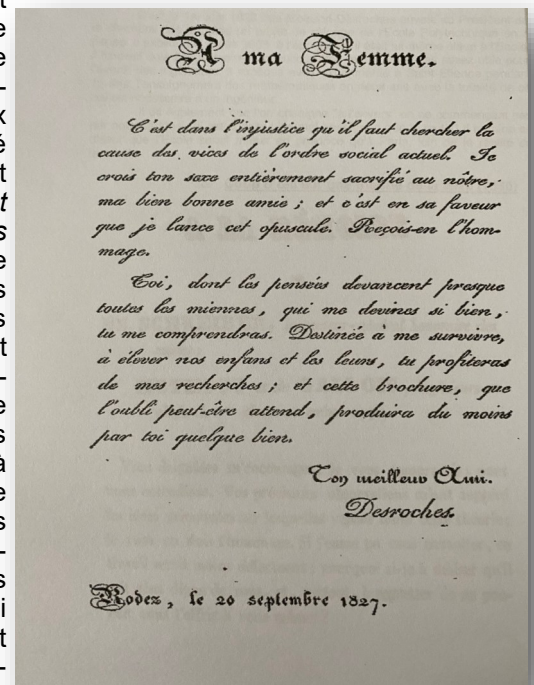 A ma Femme.
C'est dans l'injustice qu'il faut chercher la
cause des vices de l'ordre social actuel. Je
crois ton sexe entièrement sacrifié au nôtre,
ma bien bonne amie ; et c'est en sa faveur
que je lance cet opuscule. Reçois-en l'hom-
mage.
Toi, dont les pensées devancent presque
toutes les miennes, qui me devines si bien,
tu me comprendras. Destinée à me survivre,
à élever nos enfans et les leurs, tu profiteras
de mes recherches ; et cette brochure, que
l'oubli peut-être attend, produira du moins
par toi quelque bien.
Ton meilleur Ami.
Desroches.
Rodez, le 20 septembre 1827.